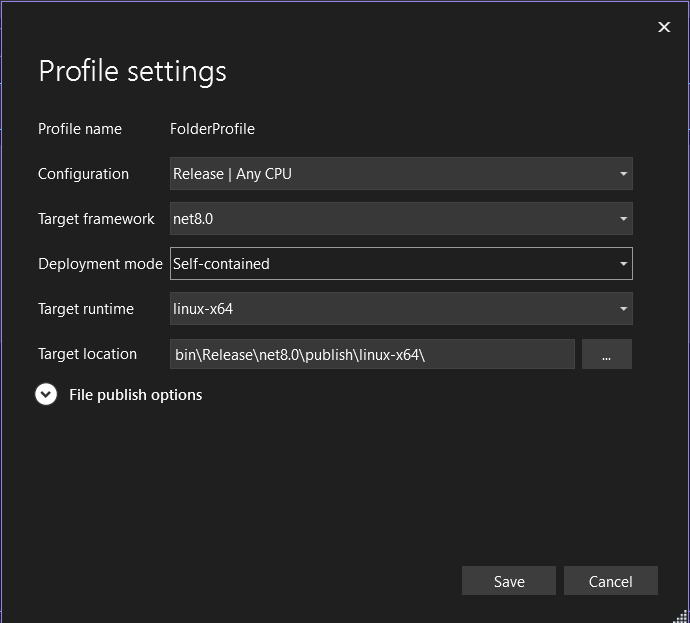 Profile settings
Profile name FolderProfile
Configuration Release | Any CPU
Target framework net8.0
Deployment mode Self-contained
Target runtime linux-x64
Target location bin\Release\net8.0\publish\linux-x64\ ...
File publish options
Save Cancel